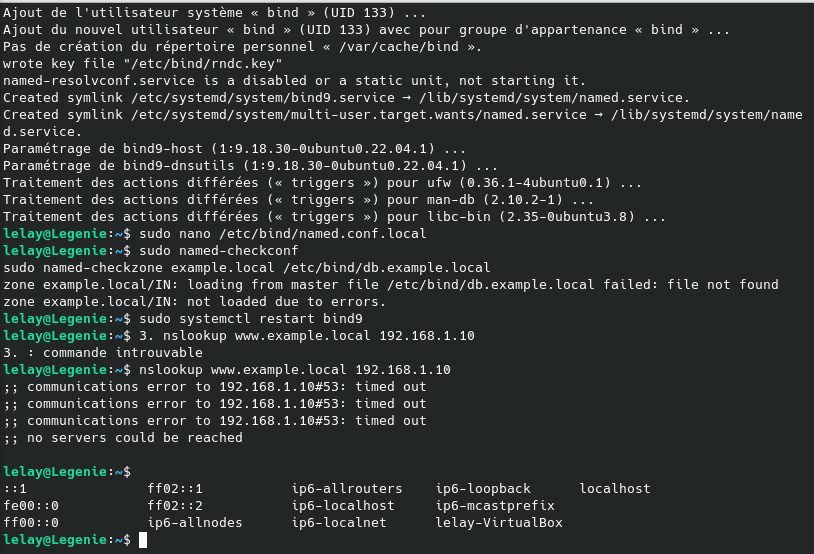 Ajout de l'utilisateur système « bind » (UID 133) ...
Ajout du nouvel utilisateur « bind » (UID 133) avec pour groupe d'appartenance « bind » ...
Pas de création du répertoire personnel « /var/cache/bind ».
wrote key file "/etc/bind/rndc.key"
named-resolvconf.service is a disabled or a static unit, not starting it.
Created symlink /etc/systemd/system/bind9.service → /lib/systemd/system/named.service.
Created symlink /etc/systemd/system/multi-user.target.wants/named.service → /lib/systemd/system/name
d.service.
Paramétrage de bind9-host (1:9.18.30-0ubuntu0.22.04.1) ...
Paramétrage de bind9-dnsutils (1:9.18.30-0ubuntu0.22.04.1) ...
Traitement des actions différées (« triggers ») pour ufw (0.36.1-4ubuntu0.1) ...
Traitement des actions différées (« triggers ») pour man-db (2.10.2-1) ...
Traitement des actions différées (« triggers ») pour libc-bin (2.35-0ubuntu3.8) ...
lelay@Legenie:~$ sudo nano /etc/bind/named.conf.local
lelay@Legenie:~$ sudo named-checkconf
sudo named-checkzone example.local /etc/bind/db.example.local
zone example.local/IN: loading from master file /etc/bind/db.example.local failed: file not found
zone example.local/IN: not loaded due to errors.
lelay@Legenie:~$ sudo systemctl restart bind9
lelay@Legenie:~$ 3. nslookup www.example.local 192.168.1.10
3. : commande introuvable
lelay@Legenie:~$ nslookup www.example.local 192.168.1.10
;; communications error to 192.168.1.10#53: timed out
;; communications error to 192.168.1.10#53: timed out
;; communications error to 192.168.1.10#53: timed out
;; no servers could be reached
lelay@Legenie:~$
::1 ff02::1 ip6-allrouters ip6-loopback localhost
fe00::0 ff02::2 ip6-localhost ip6-mcastprefix
ff00::0 ip6-allnodes ip6-localnet lelay-VirtualBox
lelay@Legenie:~$